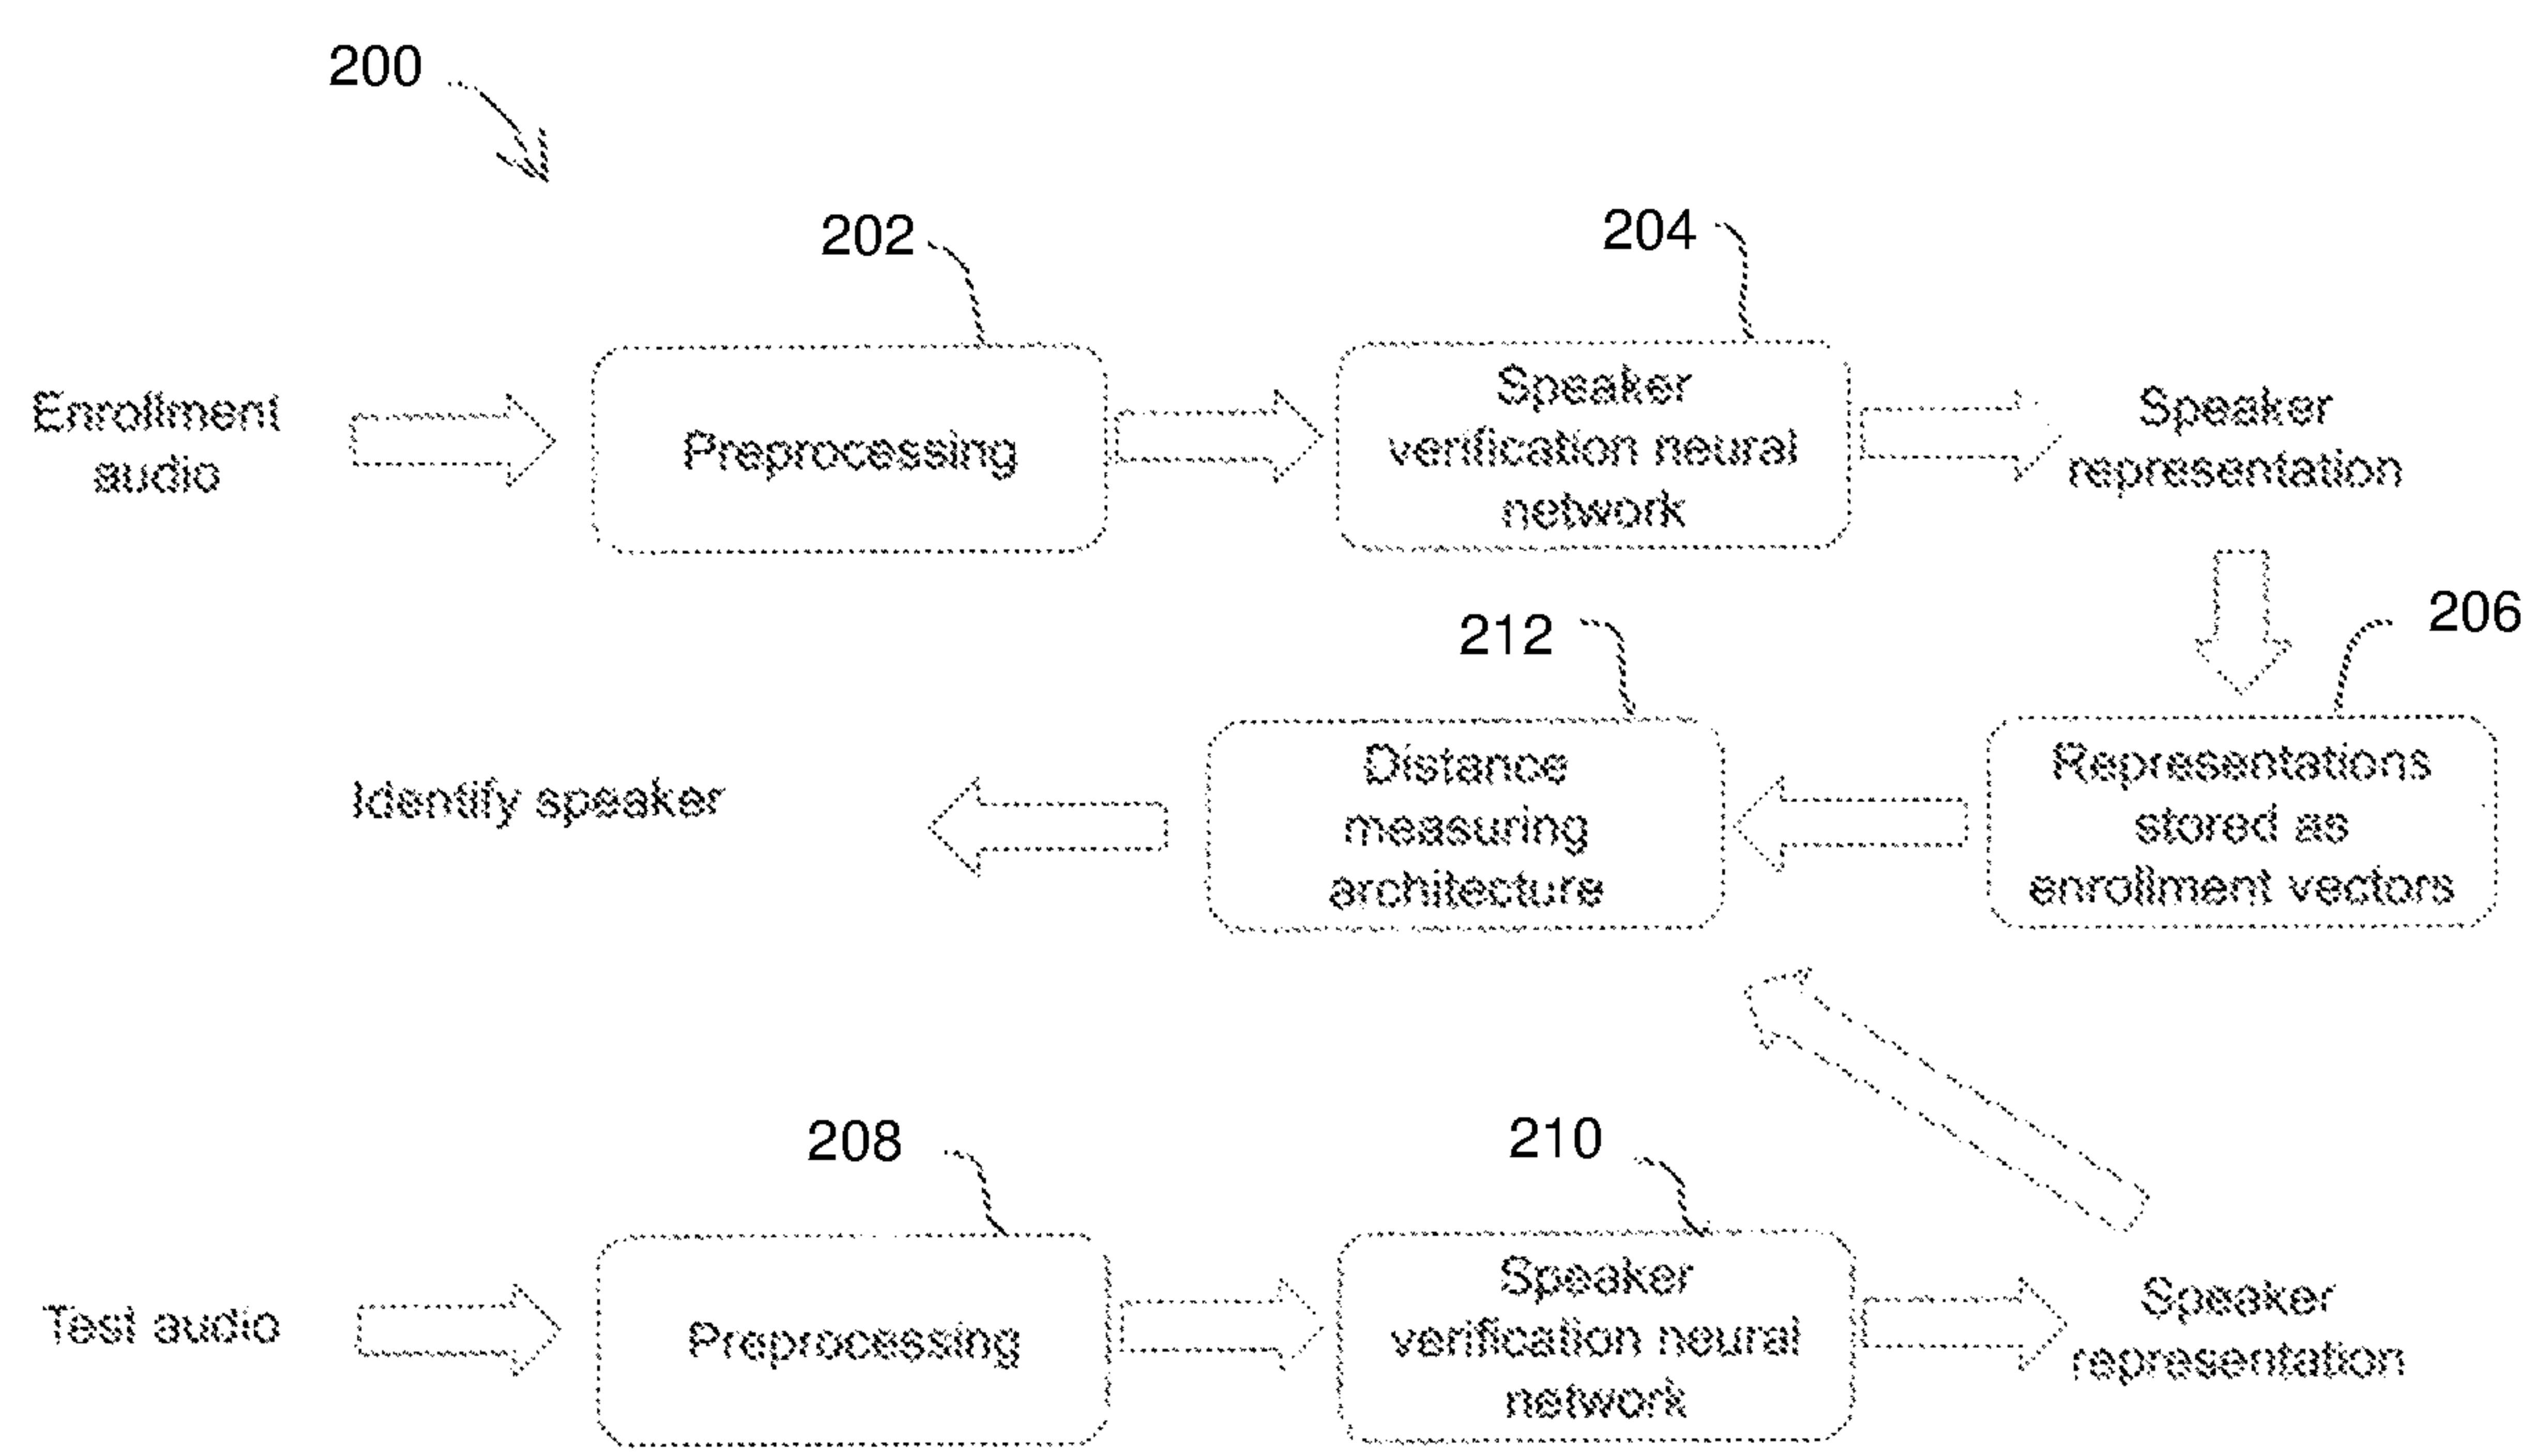 200
202
204
Enrollment
audio
Preprocessing
Speaker
verification neural
network
Speaker
representation
212
206
Identify speaker
Distance
measuring
architecture
Representations
stored as
enrollment vectors
208
210
Test audio
Preprocessing
Speaker
verification neural
network
Speaker
representation